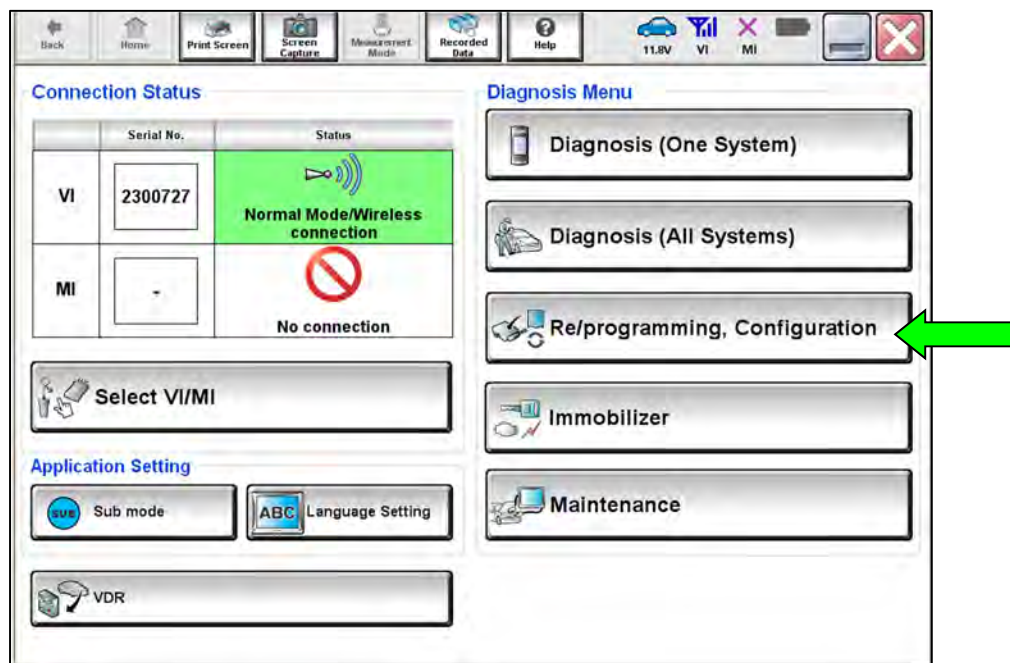 Back
Home
Print Screen
Screen
Capture
Measurement
Mode
Recorded
Data
Help
11.8V
VI
MI
Connection Status
Serial No.
Status
VI
2300727
Normal Mode/Wireless
connection
MI
-
No connection
Select VI/MI
Application Setting
SUB
Sub mode
ABC
Language Setting
VDR
Diagnosis Menu
Diagnosis (One System)
Diagnosis (All Systems)
Re/programming, Configuration
Immobilizer
Maintenance